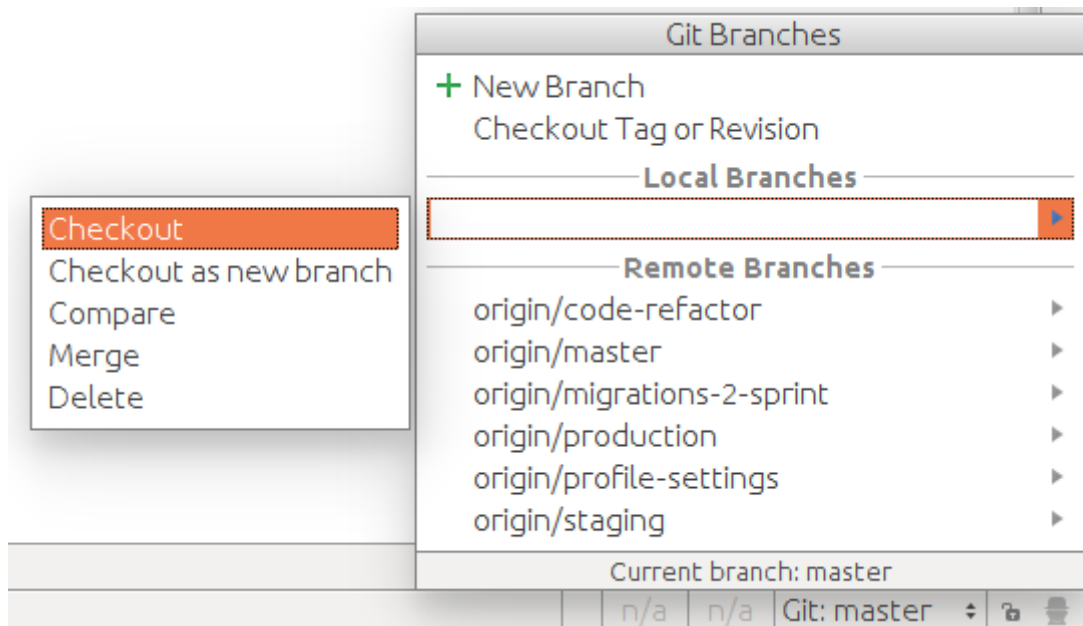 Git Branches
New Branch
Checkout Tag or Revision
Local Branches
Checkout
Checkout as new branch
Compare
Merge
Delete
Remote Branches
origin/code-refactor
origin/master
origin/migrations-2-sprint
origin/production
origin/profile-settings
origin/staging
Current branch: master
n/a n/a Git: master